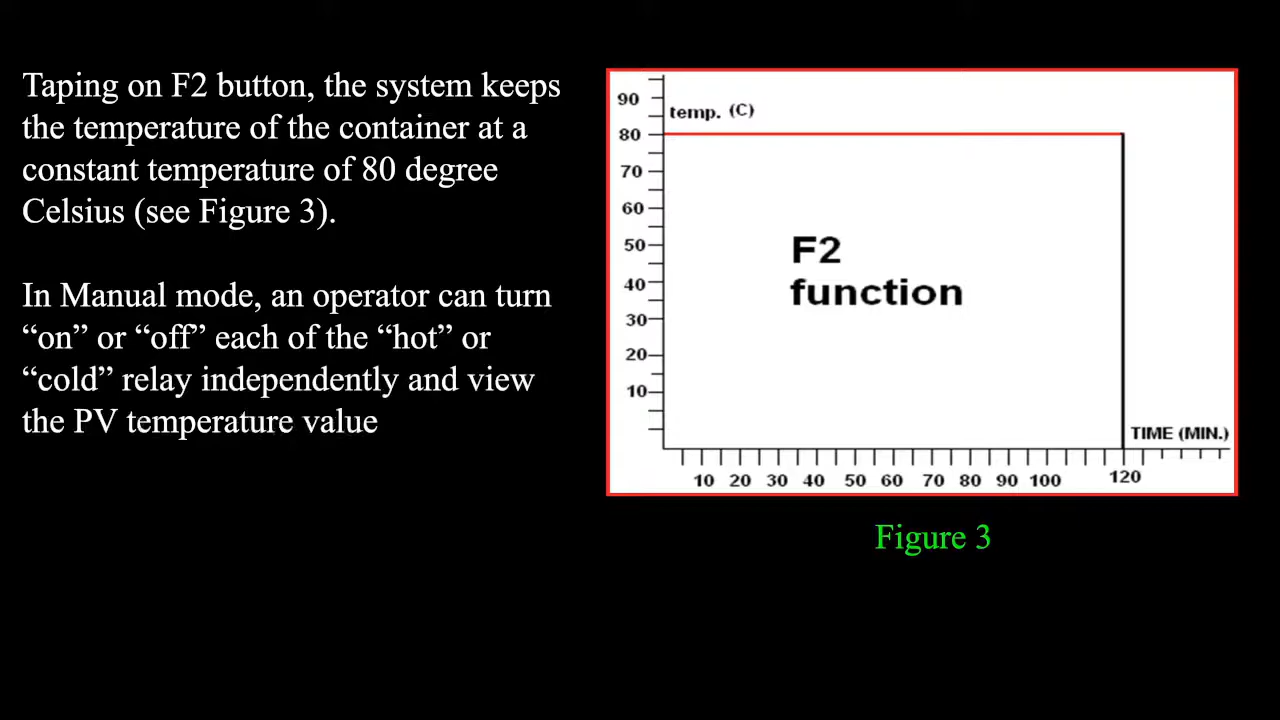 Taping on F2 button, the system keeps
the temperature of the container at a
constant temperature of 80 degree
Celsius (see Figure 3).
In Manual mode, an operator can turn
“on” or “off” each of the “hot” or
“cold” relay independently and view
the PV temperature value
90
temp. (C)
80
70
60
50
40
30
20
10
F2
function
TIME (MIN.)
10 20 30 40 50 60 70 80 90 100 120
Figure 3